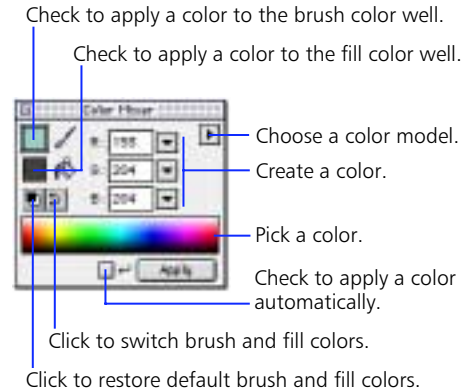 Check to apply a color to the brush color well.
Check to apply a color to the fill color well.
Color Mixer
R: 153
Choose a color model.
G: 204
Create a color.
B: 204
Pick a color.
Apply
Check to apply a color
automatically.
Click to switch brush and fill colors.
Click to restore default brush and fill colors.